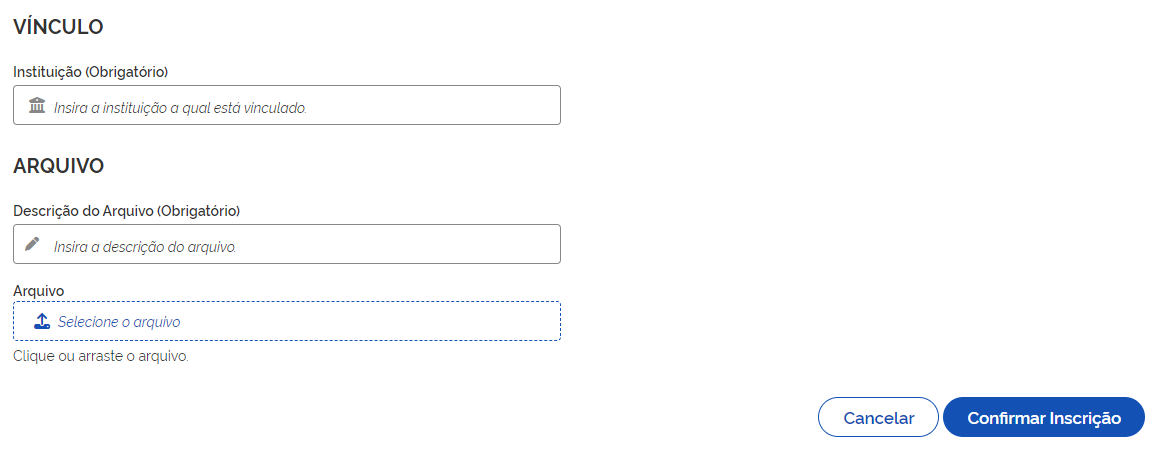 VÍNCULO
Instituição (Obrigatório)
Insira a instituição a qual está vinculado.
ARQUIVO
Descrição do Arquivo (Obrigatório)
Insira a descrição do arquivo.
Arquivo
Selecione o arquivo
Clique ou arraste o arquivo.
Cancelar
Confirmar Inscrição